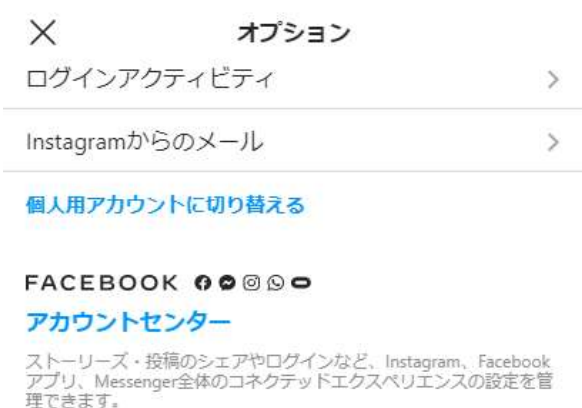 オプション
ログインアクティビティ
Instagramからのメール
個人用アカウントに切り替える
FACEBOOK
アカウントセンター
ストーリーズ・投稿のシェアやログインなど、Instagram、Facebook
アプリ、Messenger全体のコネクテッドエクスペリエンスの設定を管
理できます。